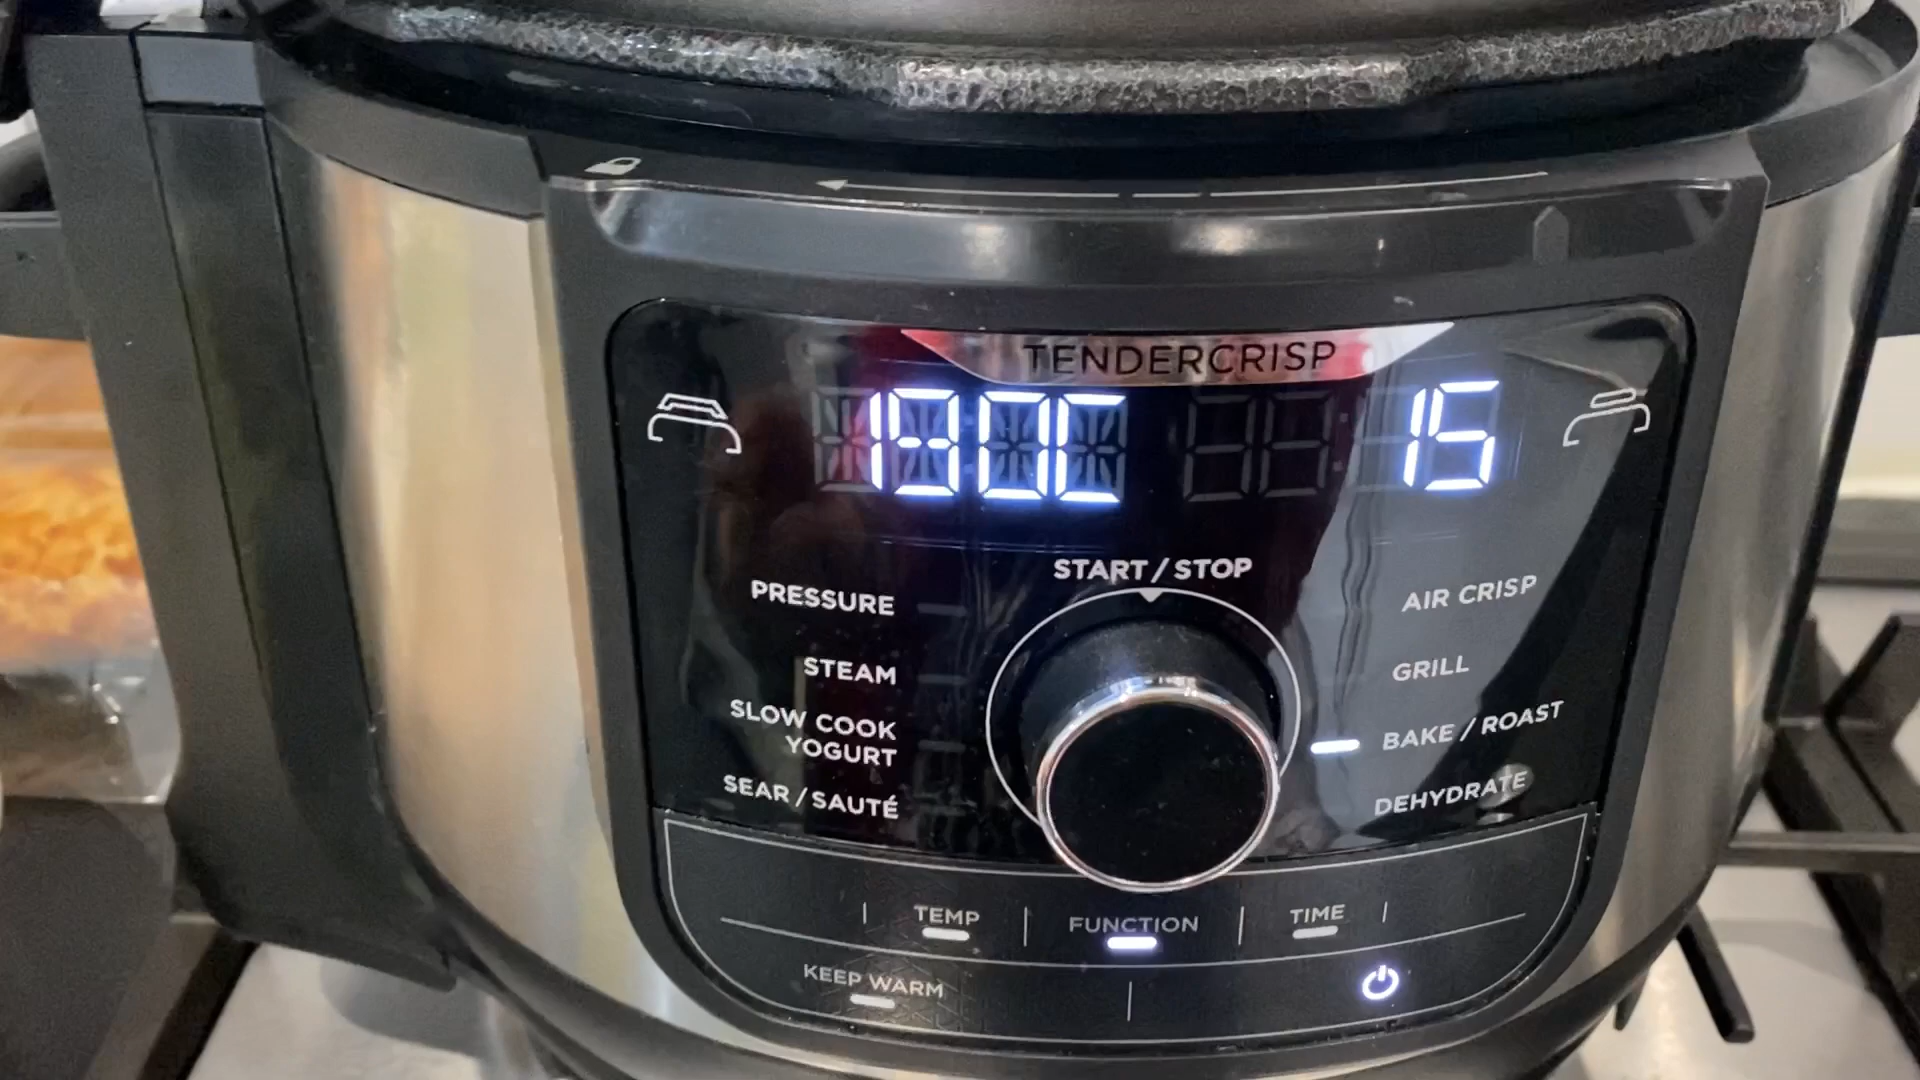 TENDERCRISP
190C 15
START/STOP
PRESSURE
STEAM
SLOW COOK
YOGURT
SEAR/SAUTÉ
AIR CRISP
GRILL
BAKE/ROAST
DEHYDRATE
TEMP
FUNCTION
TIME
KEEP WARM